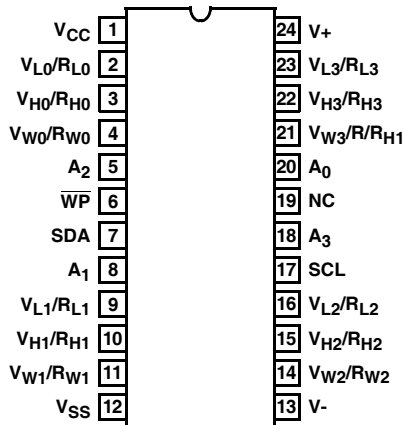 VCC 1 24 V+
VL0/RL0 2 23 VL3/RL3
VH0/RH0 3 22 VH3/RH3
VW0/RW0 4 21 VW3/R/RH1
A2 5 20 A0
WP 6 19 NC
SDA 7 18 A3
A1 8 17 SCL
VL1/RL1 9 16 VL2/RL2
VH1/RH1 10 15 VH2/RH2
VW1/RW1 11 14 VW2/RW2
VSS 12 13 V-